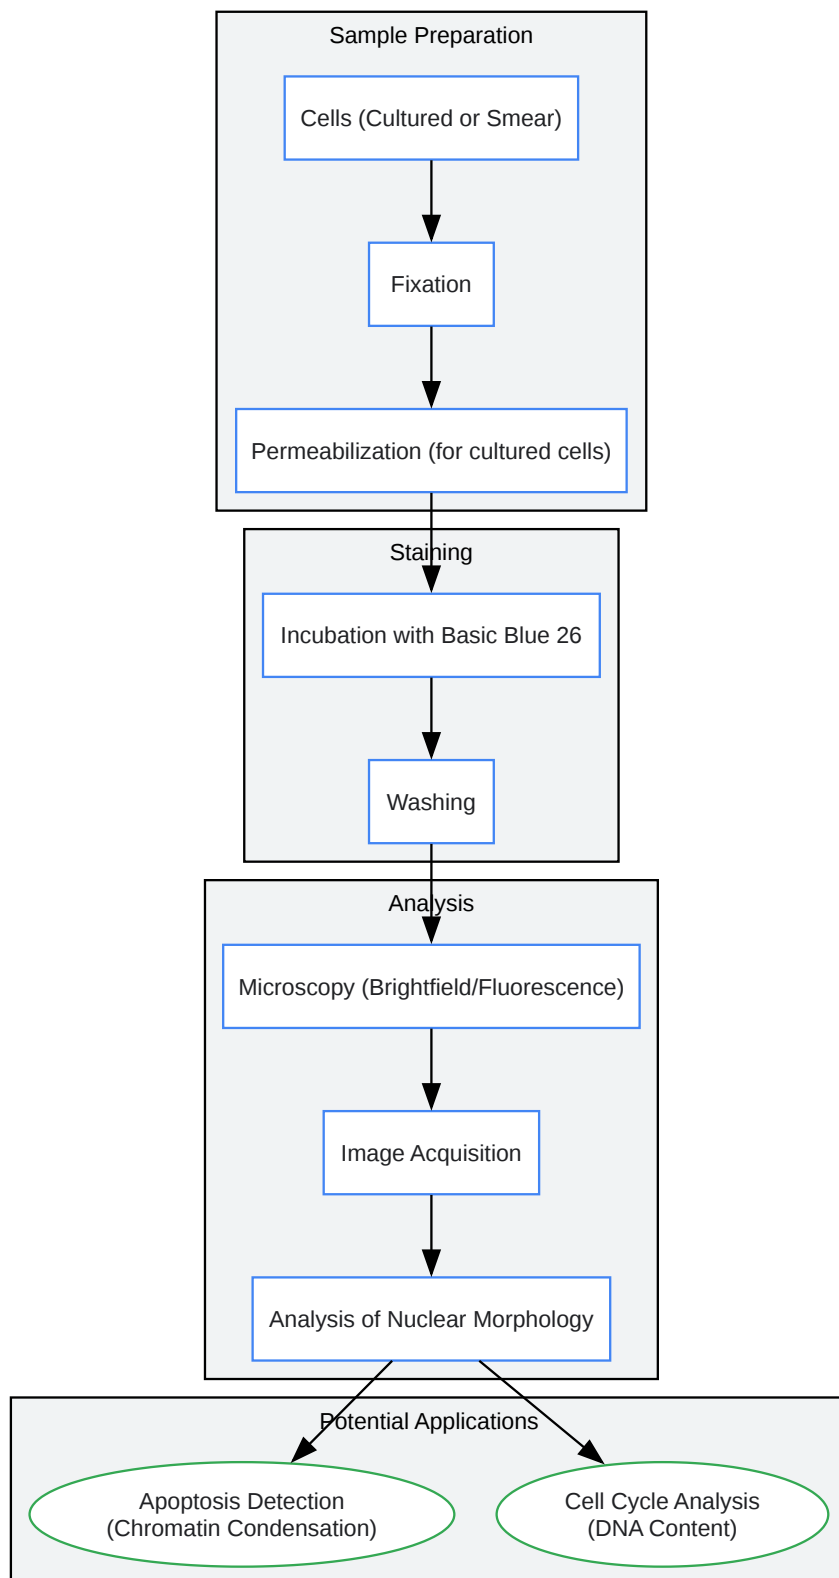 Sample Preparation
Cells (Cultured or Smear)
Fixation
Permeabilization (for cultured cells)
Staining
Incubation with Basic Blue 26
Washing
Analysis
Microscopy (Brightfield/Fluorescence)
Image Acquisition
Analysis of Nuclear Morphology
Potential Applications
Apoptosis Detection
(Chromatin Condensation)
Cell Cycle Analysis
(DNA Content)